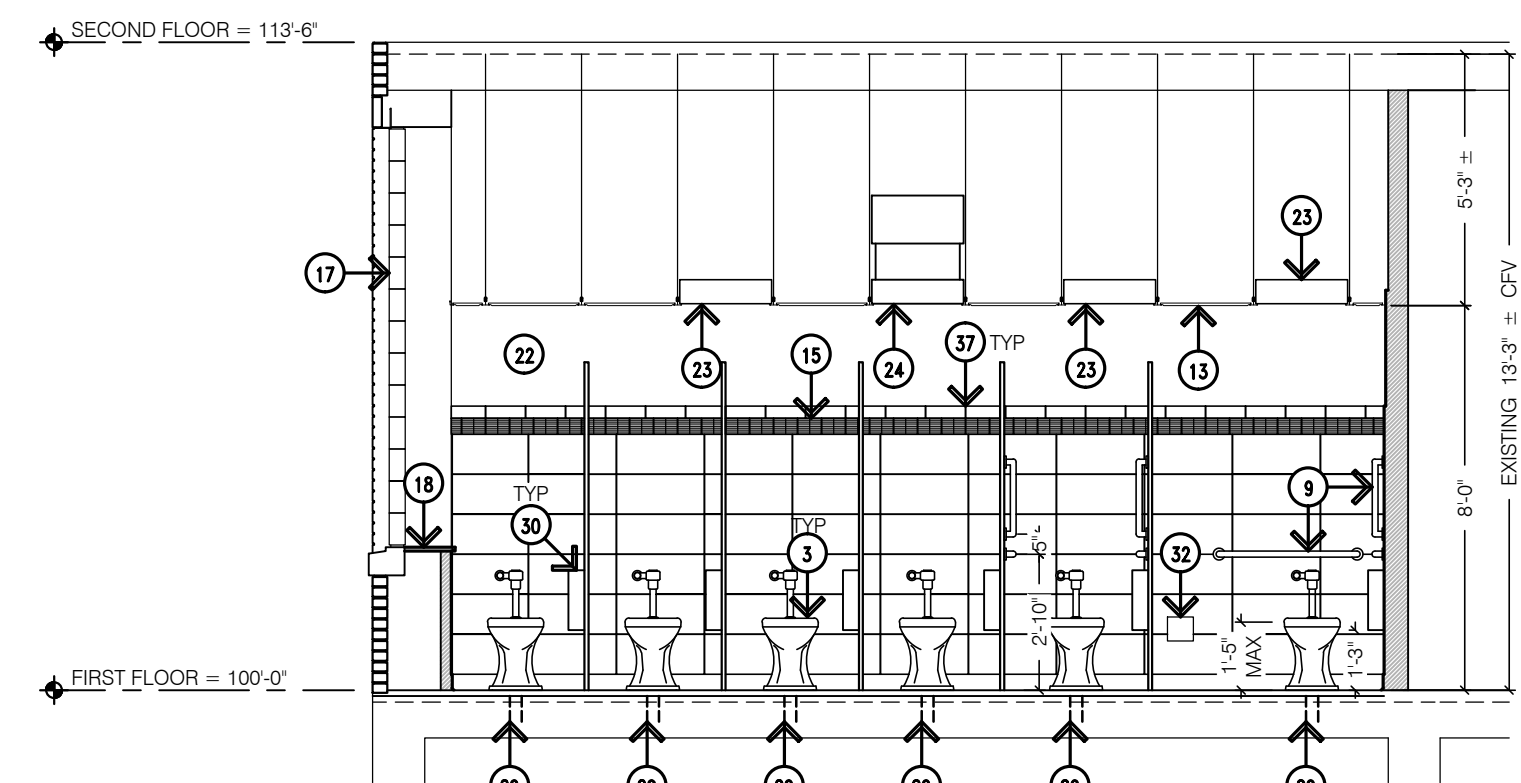 SECOND FLOOR = 113'-6"
5'-3" ±
23
EXISTING 13'-3" ± CFV
17
22
23
15
24
37 TYP
23
13
18
TYP
30
TYP
3
9
8'-0"
5"
32
2'-10"
1'-5"
MAX
1'-3"
FIRST FLOOR = 100'-0"